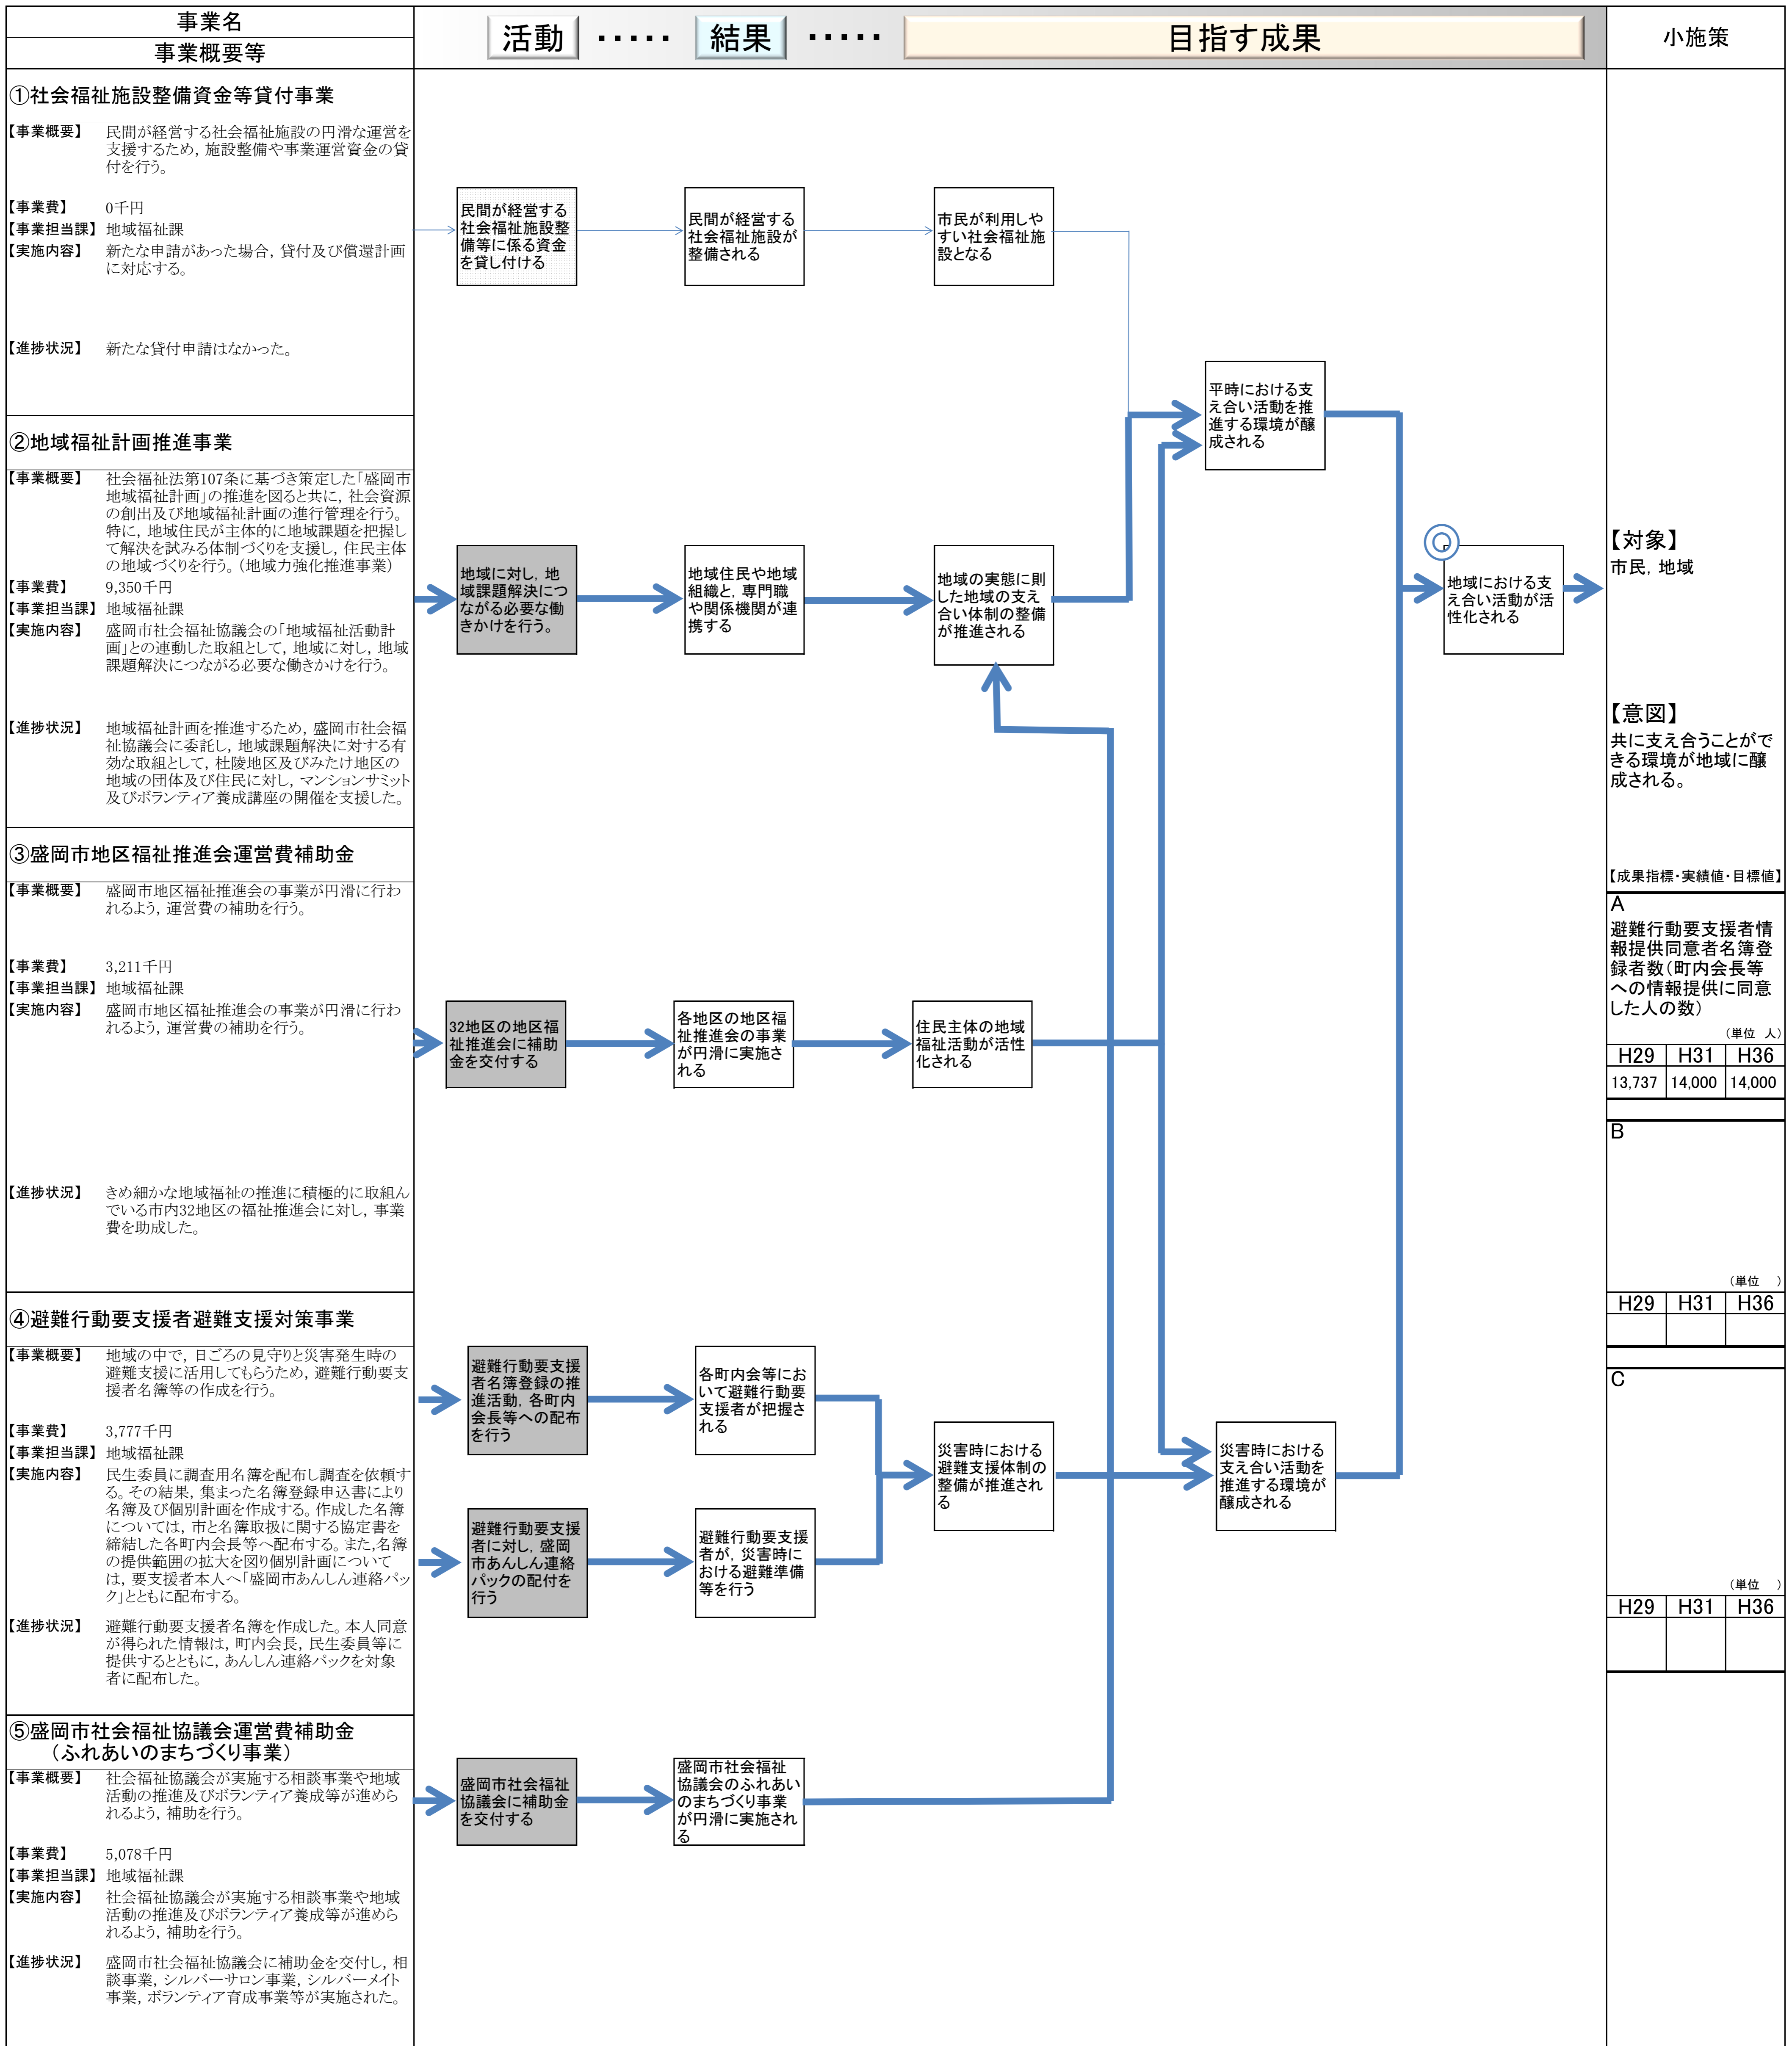 事業名
事業概要等
活動 ・・・・・ 結果 ・・・・・ 目指す成果
小施策
①社会福祉施設整備資金等貸付事業
【事業概要】 民間が経営する社会福祉施設の円滑な運営を
支援するため，施設整備や事業運営資金の貸
付を行う。
【事業費】 0千円
【事業担当課】 地域福祉課
【実施内容】 新たな申請があった場合，貸付及び償還計画
に対応する。
【進捗状況】 新たな貸付申請はなかった。
民間が経営する
社会福祉施設整
備等に係る資金
を貸し付ける
民間が経営する
社会福祉施設が
整備される
市民が利用しや
すい社会福祉施
設となる
平時における支
え合い活動を推
進する環境が醸
成される
②地域福祉計画推進事業
【事業概要】 社会福祉法第107条に基づき策定した「盛岡市
地域福祉計画」の推進を図ると共に，社会資源
の創出及び地域福祉計画の進行管理を行う。
特に，地域住民が主体的に地域課題を把握し
て解決を試みる体制づくりを支援し，住民主体
の地域づくりを行う。（地域力強化推進事業）
【事業費】 9,350千円
【事業担当課】 地域福祉課
【実施内容】 盛岡市社会福祉協議会の「地域福祉活動計
画」との連動した取組として，地域に対し，地域
課題解決につながる必要な働きかけを行う。
【進捗状況】 地域福祉計画を推進するため，盛岡市社会福
祉協議会に委託し，地域課題解決に対する有
効な取組として，杜陵地区及びみたけ地区の
地域の団体及び住民に対し，マンションサミット
及びボランティア養成講座の開催を支援した。
地域に対し，地
域課題解決につ
ながる必要な働
きかけを行う。
地域住民や地域
組織と，専門職
や関係機関が連
携する
地域の実態に則
した地域の支え
合い体制の整備
が推進される
◎
地域における支
え合い活動が活
性化される
③盛岡市地区福祉推進会運営費補助金
【事業概要】 盛岡市地区福祉推進会の事業が円滑に行わ
れるよう，運営費の補助を行う。
【事業費】 3,211千円
【事業担当課】 地域福祉課
【実施内容】 盛岡市地区福祉推進会の事業が円滑に行わ
れるよう，運営費の補助を行う。
【進捗状況】 きめ細かな地域福祉の推進に積極的に取組ん
でいる市内32地区の福祉推進会に対し，事業
費を助成した。
32地区の地区福
祉推進会に補助
金を交付する
各地区の地区福
祉推進会の事業
が円滑に実施さ
れる
住民主体の地域
福祉活動が活性
化される
④避難行動要支援者避難支援対策事業
【事業概要】 地域の中で，日ごろの見守りと災害発生時の
避難支援に活用してもらうため，避難行動要支
援者名簿等の作成を行う。
【事業費】 3,777千円
【事業担当課】 地域福祉課
【実施内容】 民生委員に調査用名簿を配布し調査を依頼す
る。その結果，集まった名簿登録申込書により
名簿及び個別計画を作成する。作成した名簿
については，市と名簿取扱に関する協定書を
締結した各町内会長等へ配布する。また,名簿
の提供範囲の拡大を図り個別計画について
は，要支援者本人へ「盛岡市あんしん連絡パッ
ク」とともに配布する。
【進捗状況】 避難行動要支援者名簿を作成した。本人同意
が得られた情報は，町内会長，民生委員等に
提供するとともに，あんしん連絡パックを対象
者に配布した。
避難行動要支援
者名簿登録の推
進活動，各町内
会長等への配布
を行う
各町内会等にお
いて避難行動要
支援者が把握さ
れる
避難行動要支援
者に対し，盛岡
市あんしん連絡
パックの配付を
行う
避難行動要支援
者が，災害時に
おける避難準備
等を行う
災害時における
避難支援体制の
整備が推進され
る
災害時における
支え合い活動を
推進する環境が
醸成される
⑤盛岡市社会福祉協議会運営費補助金
（ふれあいのまちづくり事業）
【事業概要】 社会福祉協議会が実施する相談事業や地域
活動の推進及びボランティア養成等が進めら
れるよう，補助を行う。
【事業費】 5,078千円
【事業担当課】 地域福祉課
【実施内容】 社会福祉協議会が実施する相談事業や地域
活動の推進及びボランティア養成等が進めら
れるよう，補助を行う。
【進捗状況】 盛岡市社会福祉協議会に補助金を交付し，相
談事業，シルバーサロン事業，シルバーメイト
事業，ボランティア育成事業等が実施された。
盛岡市社会福祉
協議会に補助金
を交付する
盛岡市社会福祉
協議会のふれあい
のまちづくり事業
が円滑に実施され
る
【対象】
市民，地域
【意図】
共に支え合うことがで
きる環境が地域に醸
成される。
【成果指標・実績値・目標値】
A
避難行動要支援者情
報提供同意者名簿登
録者数（町内会長等
への情報提供に同意
した人の数）
（単位 人）
H29 H31 H36
13,737 14,000 14,000
B
（単位 ）
H29 H31 H36
C
（単位 ）
H29 H31 H36